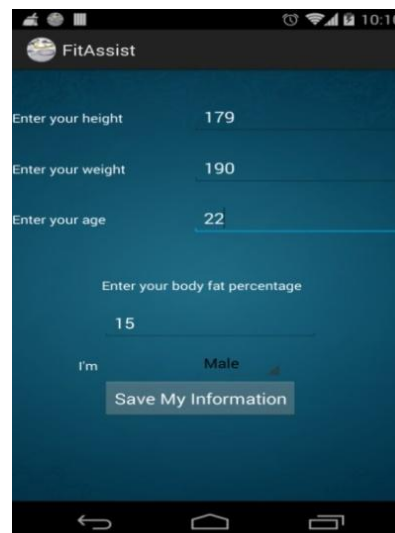 10:10
FitAssist
Enter your height 179
Enter your weight 190
Enter your age 22
Enter your body fat percentage
15
I'm Male
Save My Information